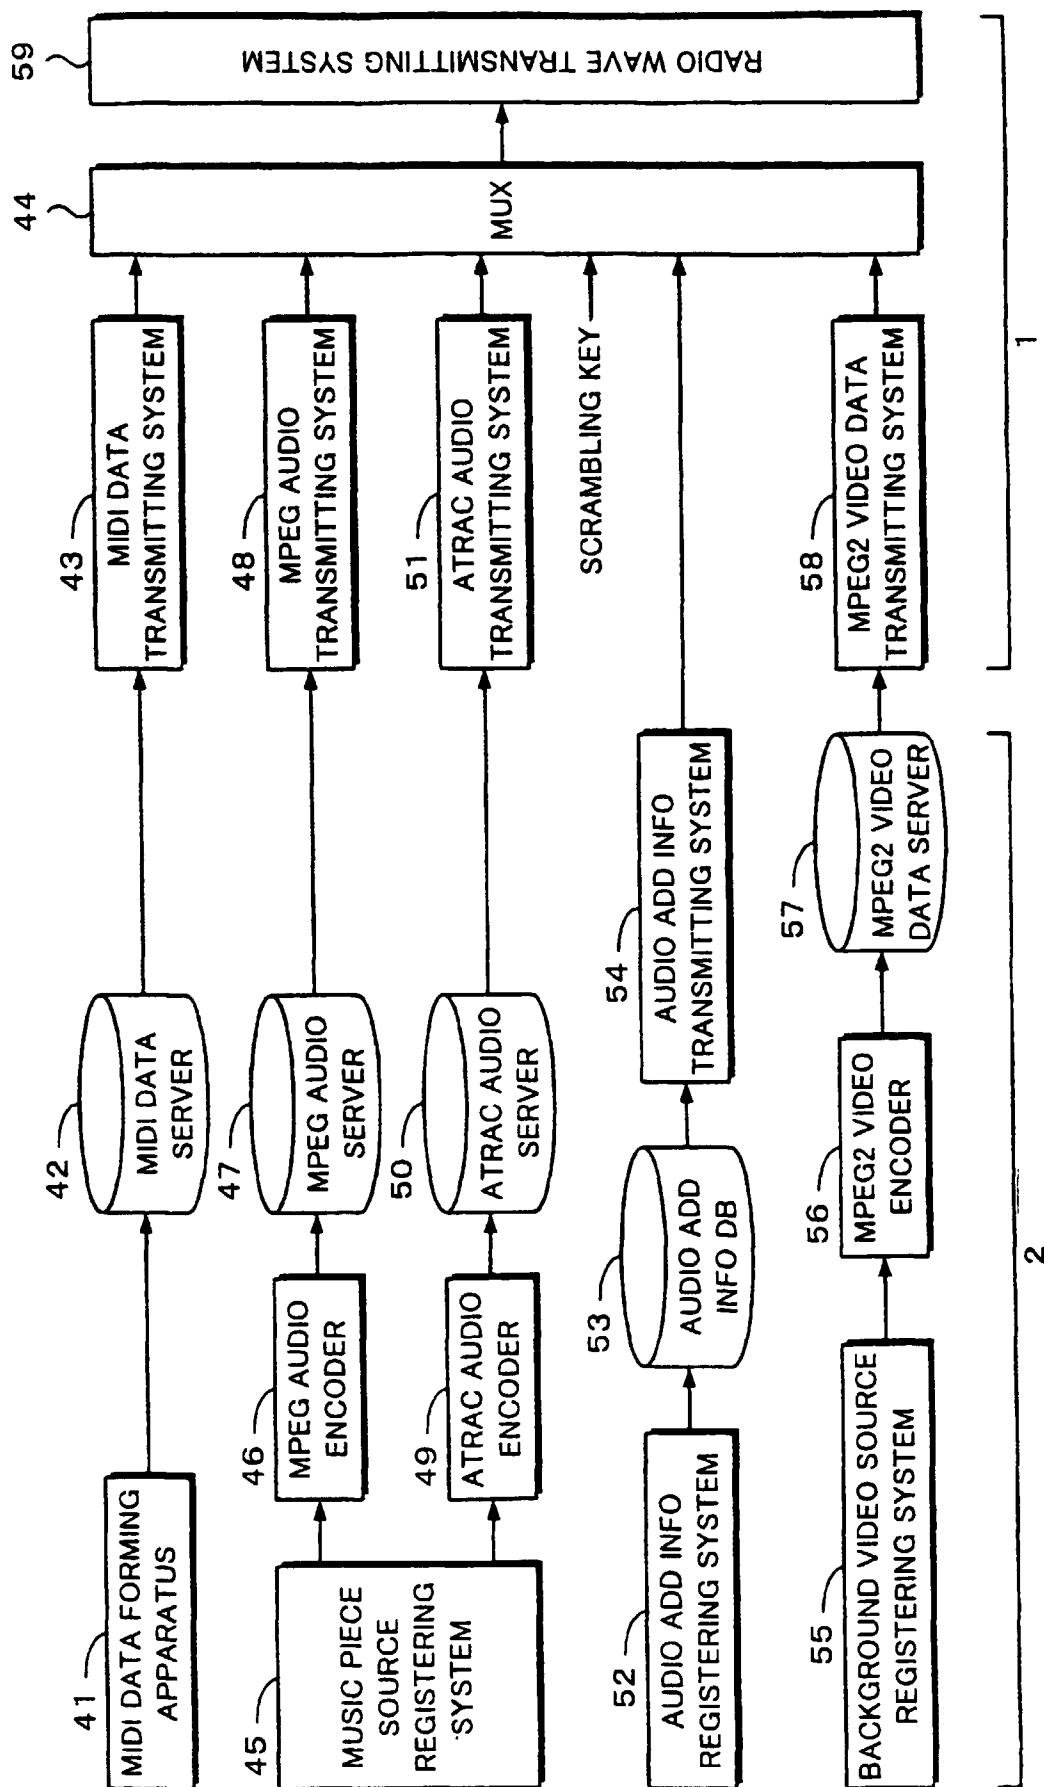 41
MIDI DATA FORMING
APPARATUS
42
MIDI DATA
SERVER
43
MIDI DATA
TRANSMITTING SYSTEM
44
MUX
59
RADIO WAVE TRANSMITTING SYSTEM
45
MUSIC PIECE
SOURCE
REGISTERING
SYSTEM
46
MPEG AUDIO
ENCODER
47
MPEG AUDIO
SERVER
48
MPEG AUDIO
TRANSMITTING SYSTEM
49
ATRAC AUDIO
ENCODER
50
ATRAC AUDIO
SERVER
51
ATRAC AUDIO
TRANSMITTING SYSTEM
SCRAMBLING KEY
52
AUDIO ADD INFO
REGISTERING SYSTEM
53
AUDIO ADD
INFO DB
54
AUDIO ADD INFO
TRANSMITTING SYSTEM
55
BACKGROUND VIDEO SOURCE
REGISTERING SYSTEM
56
MPEG2 VIDEO
ENCODER
57
MPEG2 VIDEO
DATA SERVER
58
MPEG2 VIDEO DATA
TRANSMITTING SYSTEM
2
1